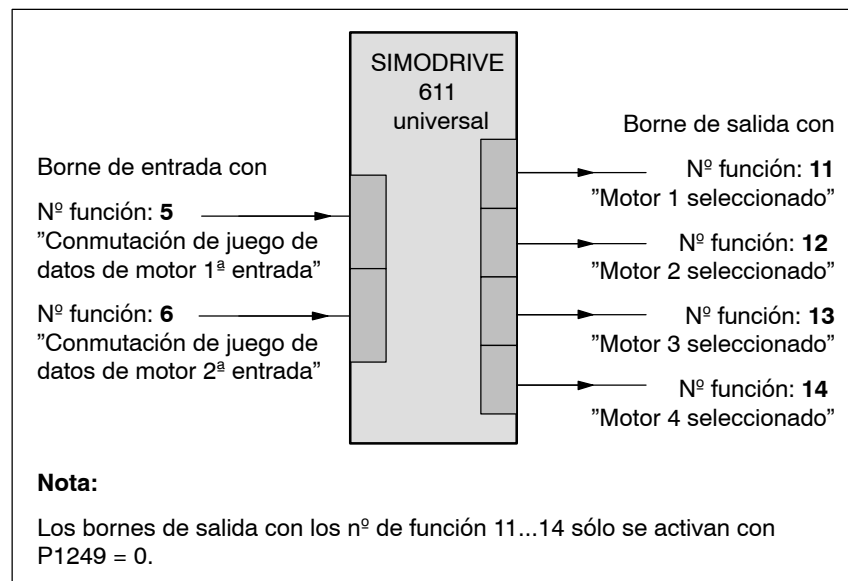 SIMODRIVE
611
universal
Borne de entrada con
Nº función: 5
”Conmutación de juego de
datos de motor 1ª entrada”
Nº función: 6
”Conmutación de juego de
datos de motor 2ª entrada”
Borne de salida con
Nº función: 11
”Motor 1 seleccionado”
Nº función: 12
”Motor 2 seleccionado”
Nº función: 13
”Motor 3 seleccionado”
Nº función: 14
”Motor 4 seleccionado”
Nota:
Los bornes de salida con los nº de función 11...14 sólo se activan con
P1249 = 0.